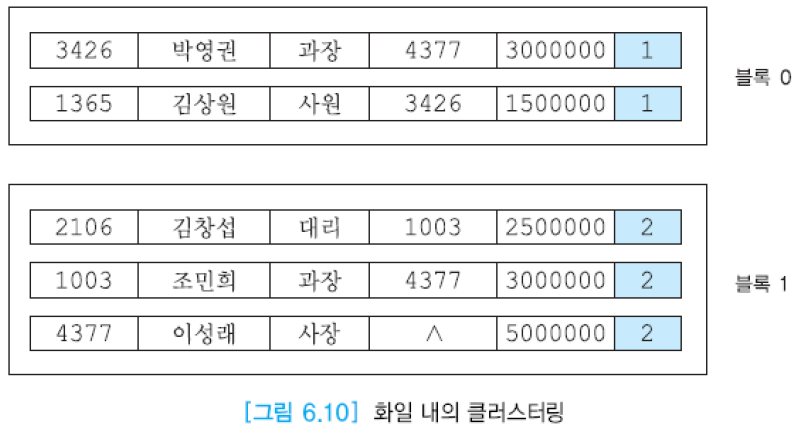 3426 박영권 과장 4377 3000000 1
블록 0
1365 김상원 사원 3426 1500000 1
2106 김창섭 대리 1003 2500000 2
1003 조민희 과장 4377 3000000 2
블록 1
4377 이성래 사장 ∧ 5000000 2
[그림 6.10] 화일 내의 클러스터링